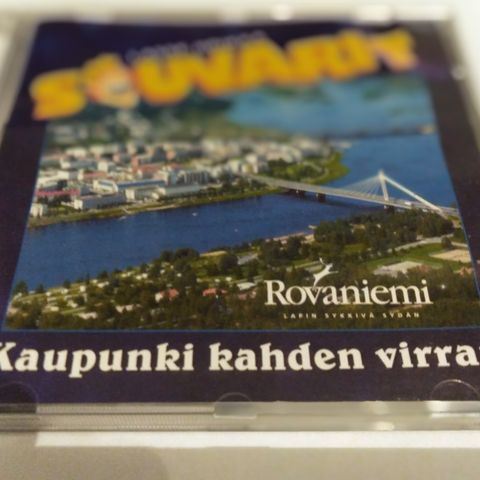 SOUVARIT
Rovaniemi
LAPIN SYKKIVÄ SYDÄN
Kaupunki kahden virra